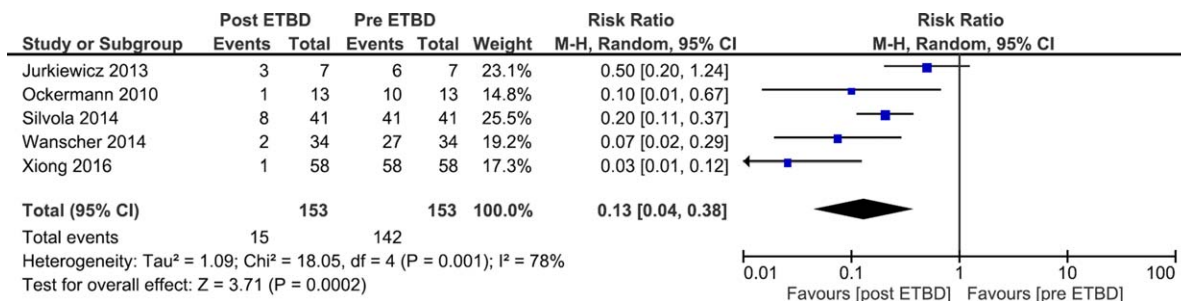 Post ETBD Pre ETBD Risk Ratio Risk Ratio
Study or Subgroup Events Total Events Total Weight M-H, Random, 95% CI M-H, Random, 95% CI
Jurkiewicz 2013 3 7 6 7 23.1% 0.50 [0.20, 1.24]
Ockermann 2010 1 13 10 13 14.8% 0.10 [0.01, 0.67]
Silvola 2014 8 41 41 41 25.5% 0.20 [0.11, 0.37]
Wanscher 2014 2 34 27 34 19.2% 0.07 [0.02, 0.29]
Xiong 2016 1 58 58 58 17.3% 0.03 [0.01, 0.12]
Total (95% CI) 153 153 100.0% 0.13 [0.04, 0.38]
Total events 15 142
Heterogeneity: Tau² = 1.09; Chi² = 18.05, df = 4 (P = 0.001); I² = 78%
Test for overall effect: Z = 3.71 (P = 0.0002)
0.01 0.1 1 10 100
Favours [post ETBD] Favours [pre ETBD]